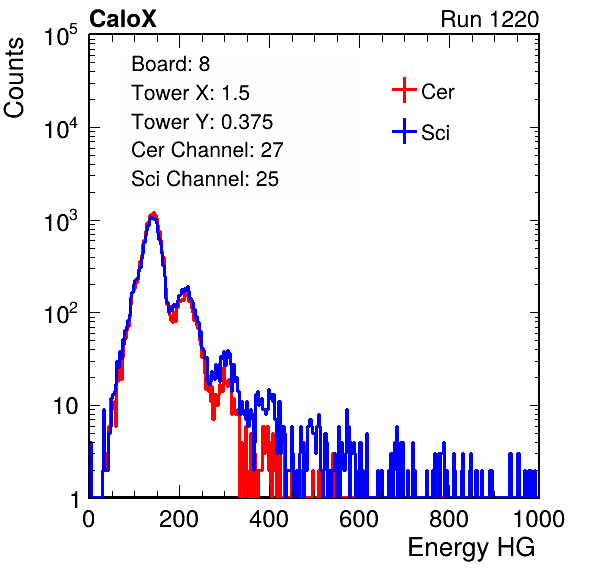 CaloX Run 1220
Counts
10^5
10^4
10^3
10^2
10
1
Board: 8
Tower X: 1.5
Tower Y: 0.375
Cer Channel: 27
Sci Channel: 25
Cer
Sci
0 200 400 600 800 1000
Energy HG